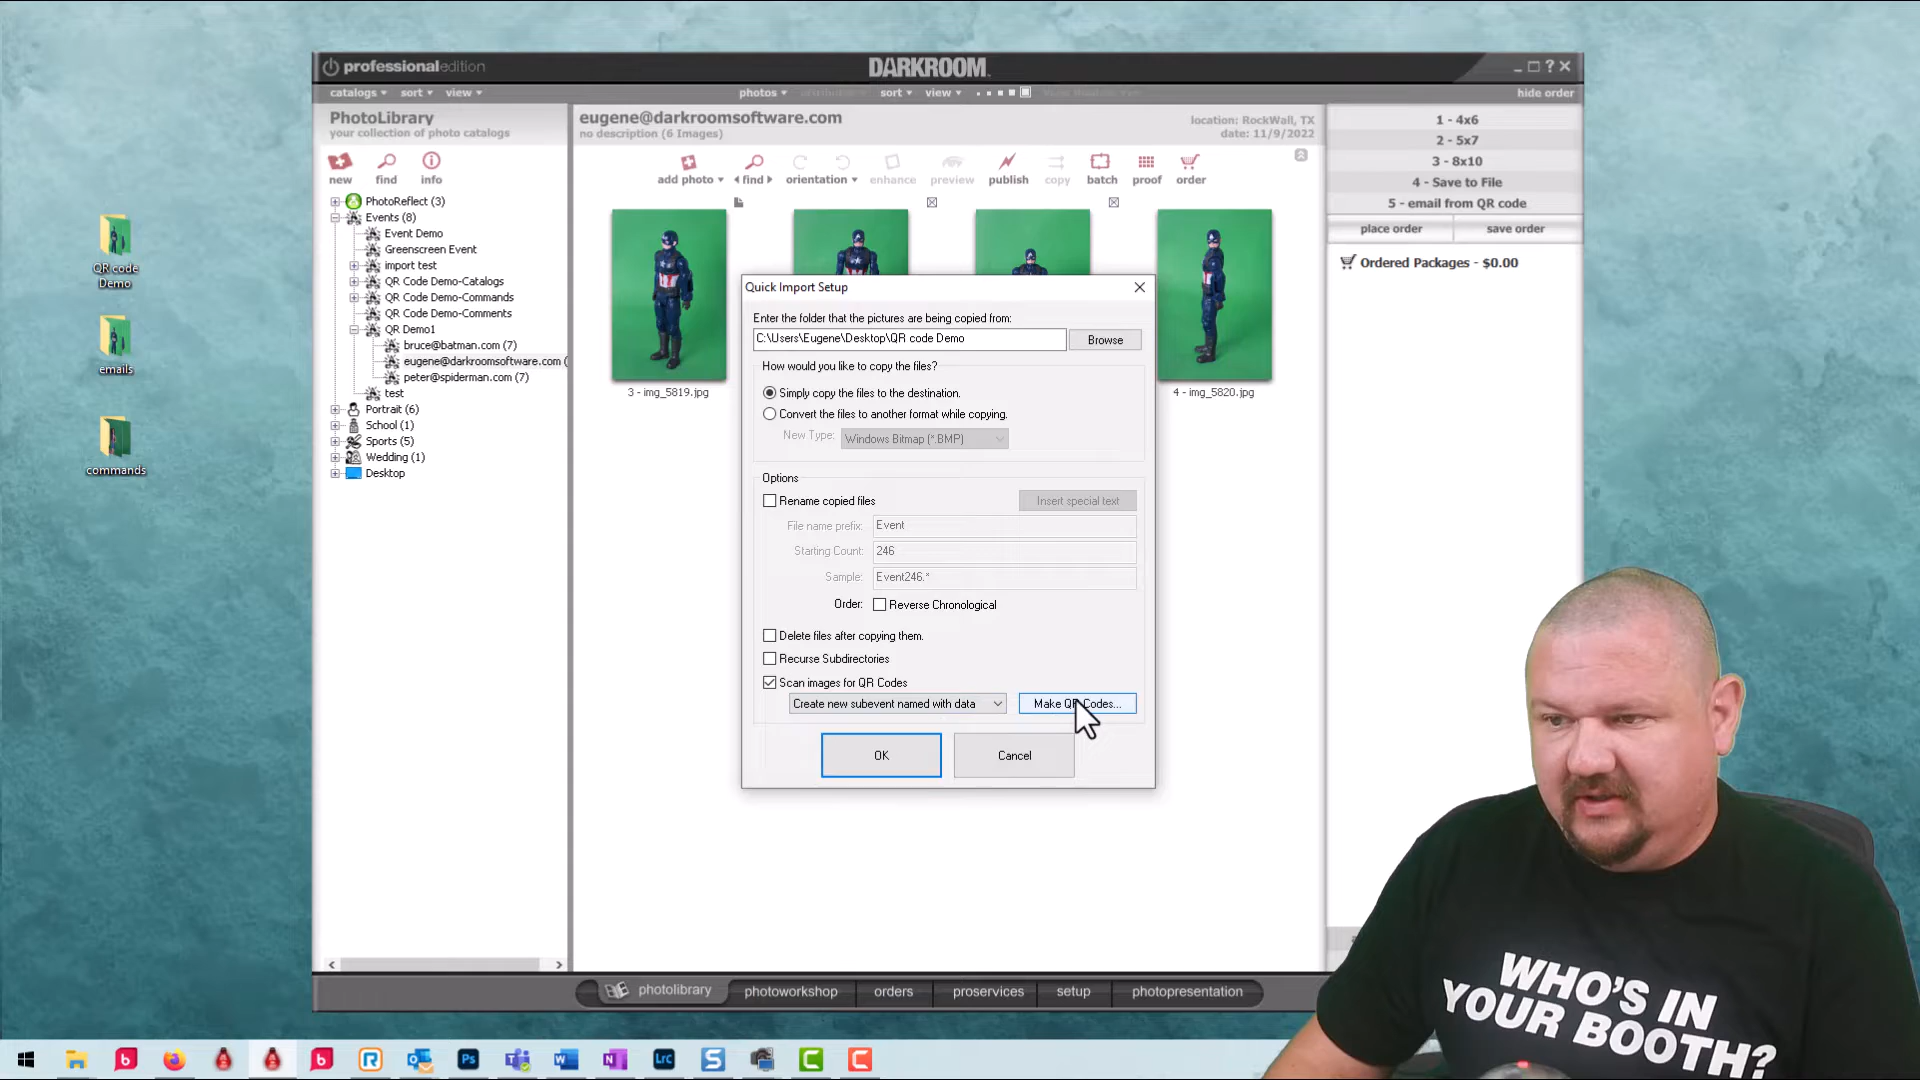 professionaledition
DARKROOM
catalogs sort view
photos
sort view
hide order
PhotoLibrary
your collection of photo catalogs
new find info
PhotoReflect (3)
Events (8)
Event Demo
Greenscreen Event
import test
QR Code Demo-Catalogs
QR Code Demo-Commands
QR Code Demo-Comments
QR Demo1
bruce@batman.com (7)
eugene@darkroomsoftware.com (
peter@spiderman.com (7)
test
Portrait (6)
School (1)
Sports (5)
Wedding (1)
Desktop
eugene@darkroomsoftware.com
no description (6 Images)
location: RockWall, TX
date: 11/9/2022
add photo find orientation enhance preview publish copy batch proof order
3 - img_5819.jpg
4 - img_5820.jpg
Quick Import Setup
Enter the folder that the pictures are being copied from:
C:\Users\Eugene\Desktop\QR code Demo
Browse
How would you like to copy the files?
Simply copy the files to the destination.
Convert the files to another format while copying.
New Type: Windows Bitmap (*.BMP)
Options
Rename copied files
Insert special text
File name prefix: Event
Starting Count: 246
Sample: Event246.*
Order: Reverse Chronological
Delete files after copying them.
Recurse Subdirectories
Scan images for QR Codes
Create new subevent named with data
Make QR Codes...
OK
Cancel
1 - 4x6
2 - 5x7
3 - 8x10
4 - Save to File
5 - email from QR code
place order save order
Ordered Packages - $0.00
photolibrary photoworkshop orders proservices setup photopresentation
QR code
Demo
emails
commands
WHO'S IN
YOUR BOOTH?
Ps
Lrc